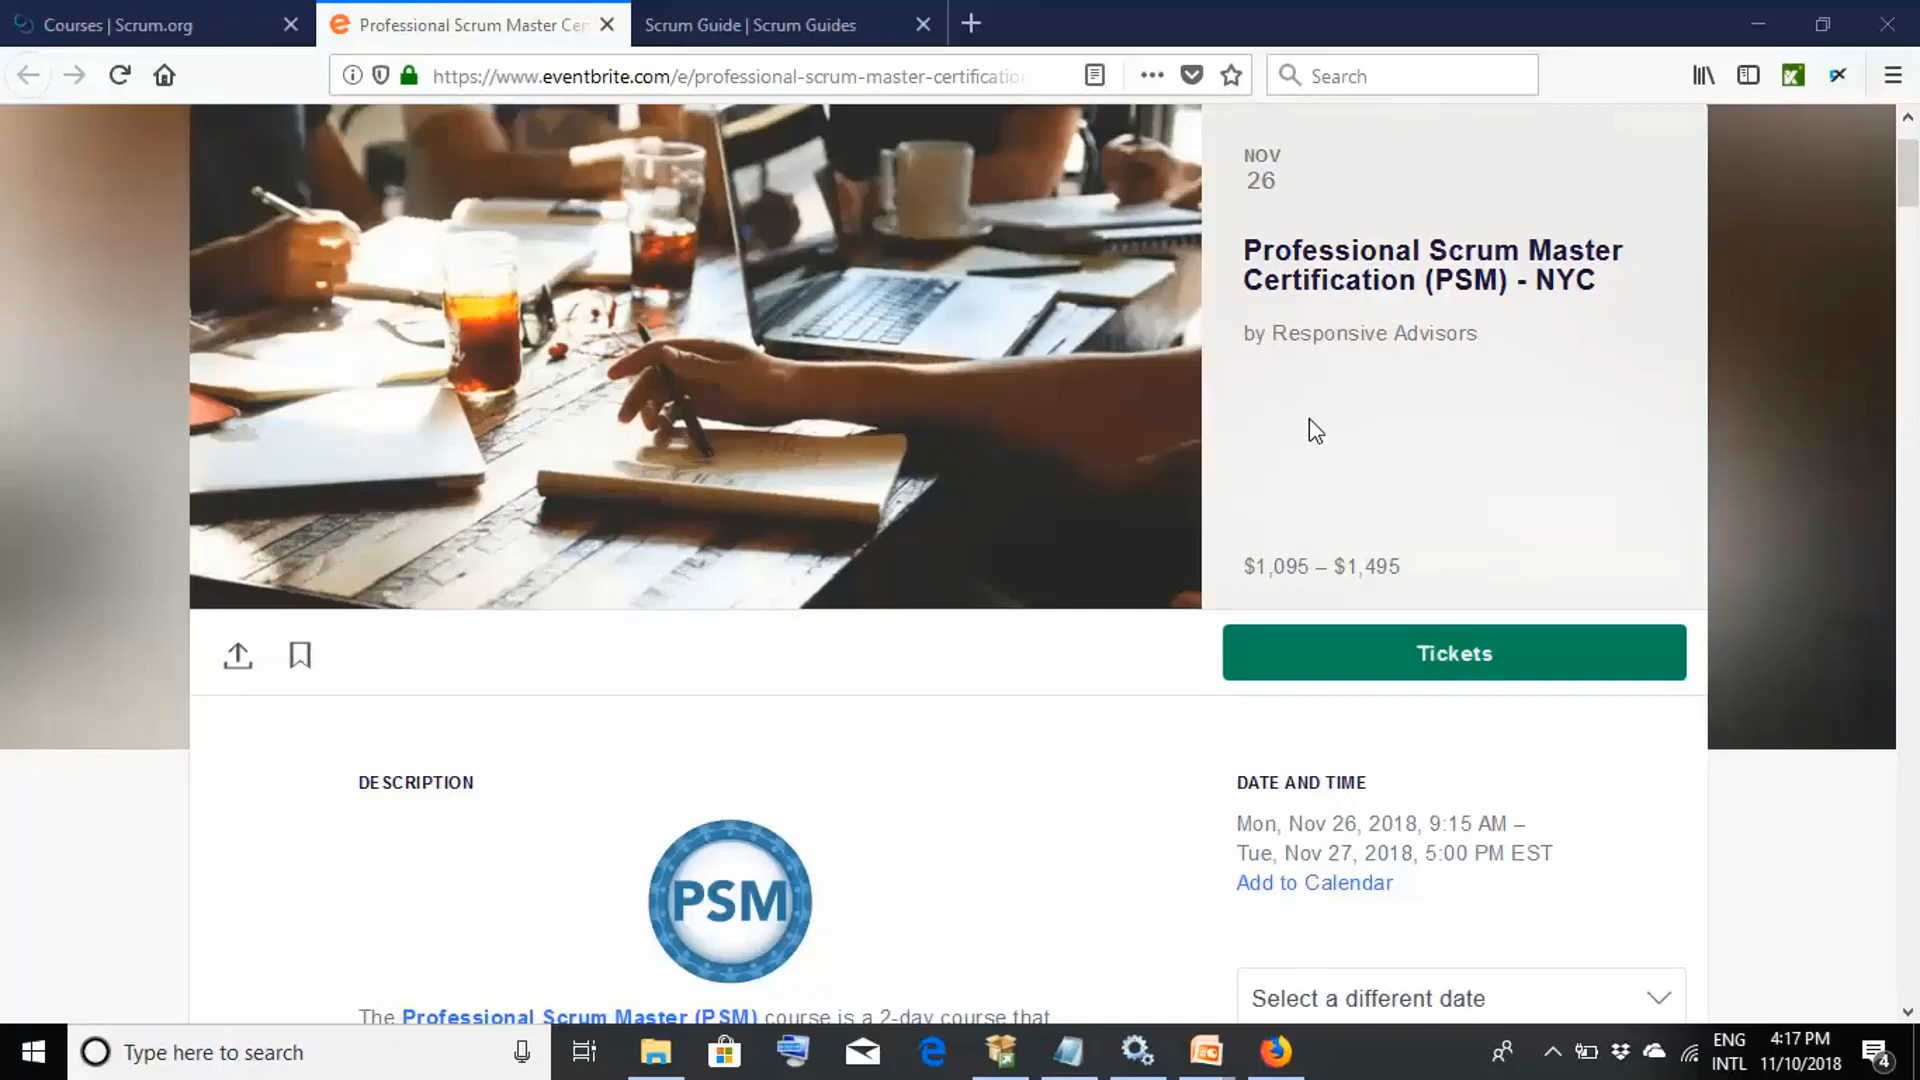 Courses | Scrum.org
Professional Scrum Master Cer
Scrum Guide | Scrum Guides
https://www.eventbrite.com/e/professional-scrum-master-certificatio
Search
NOV
26
Professional Scrum Master
Certification (PSM) - NYC
by Responsive Advisors
$1,095 – $1,495
Tickets
DESCRIPTION
PSM
The Professional Scrum Master (PSM) course is a 2-day course that
DATE AND TIME
Mon, Nov 26, 2018, 9:15 AM –
Tue, Nov 27, 2018, 5:00 PM EST
Add to Calendar
Select a different date
Type here to search
ENG
INTL
4:17 PM
11/10/2018
4